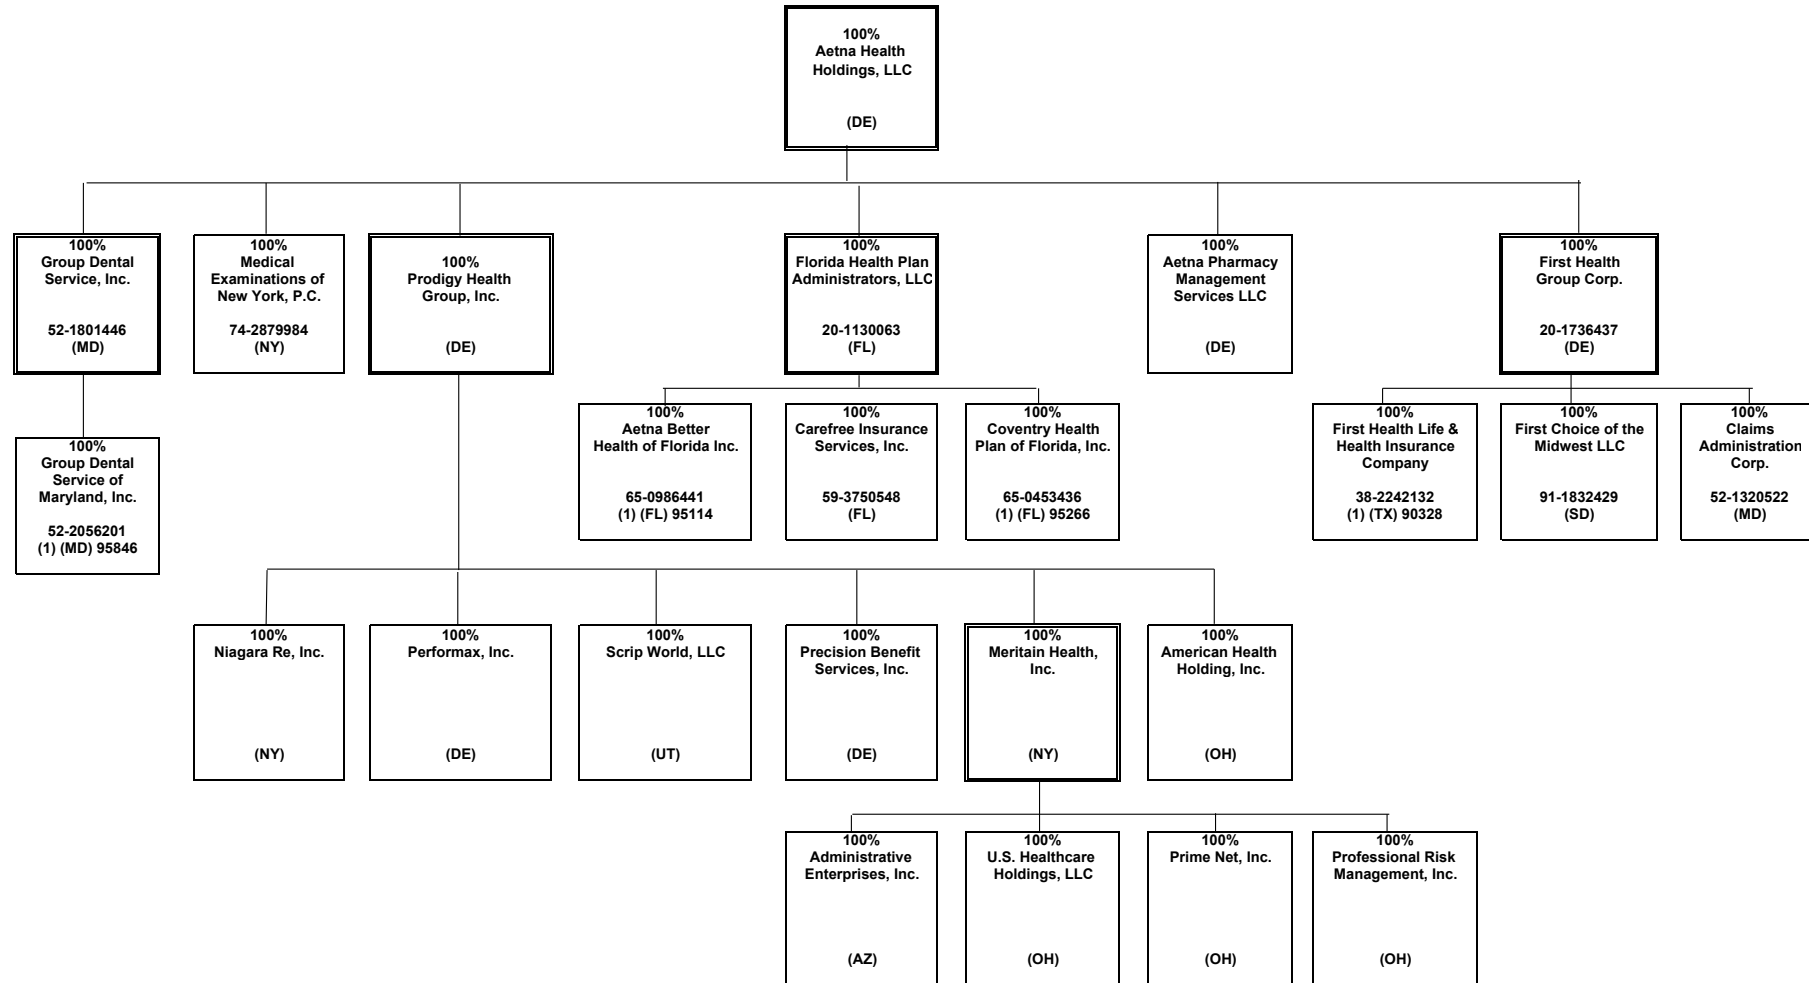 100%
Aetna Health
Holdings, LLC
(DE)
100%
Group Dental
Service, Inc.
52-1801446
(MD)
100%
Medical
Examinations of
New York, P.C.
74-2879984
(NY)
100%
Prodigy Health
Group, Inc.
(DE)
100%
Florida Health Plan
Administrators, LLC
20-1130063
(FL)
100%
Aetna Pharmacy
Management
Services LLC
(DE)
100%
First Health
Group Corp.
20-1736437
(DE)
100%
Group Dental
Service of
Maryland, Inc.
52-2056201
(1) (MD) 95846
100%
Aetna Better
Health of Florida Inc.
65-0986441
(1) (FL) 95114
100%
Carefree Insurance
Services, Inc.
59-3750548
(FL)
100%
Coventry Health
Plan of Florida, Inc.
65-0453436
(1) (FL) 95266
100%
First Health Life &
Health Insurance
Company
38-2242132
(1) (TX) 90328
100%
First Choice of the
Midwest LLC
91-1832429
(SD)
100%
Claims
Administration
Corp.
52-1320522
(MD)
100%
Niagara Re, Inc.
(NY)
100%
Performax, Inc.
(DE)
100%
Scrip World, LLC
(UT)
100%
Precision Benefit
Services, Inc.
(DE)
100%
Meritain Health,
Inc.
(NY)
100%
American Health
Holding, Inc.
(OH)
100%
Administrative
Enterprises, Inc.
(AZ)
100%
U.S. Healthcare
Holdings, LLC
(OH)
100%
Prime Net, Inc.
(OH)
100%
Professional Risk
Management, Inc.
(OH)